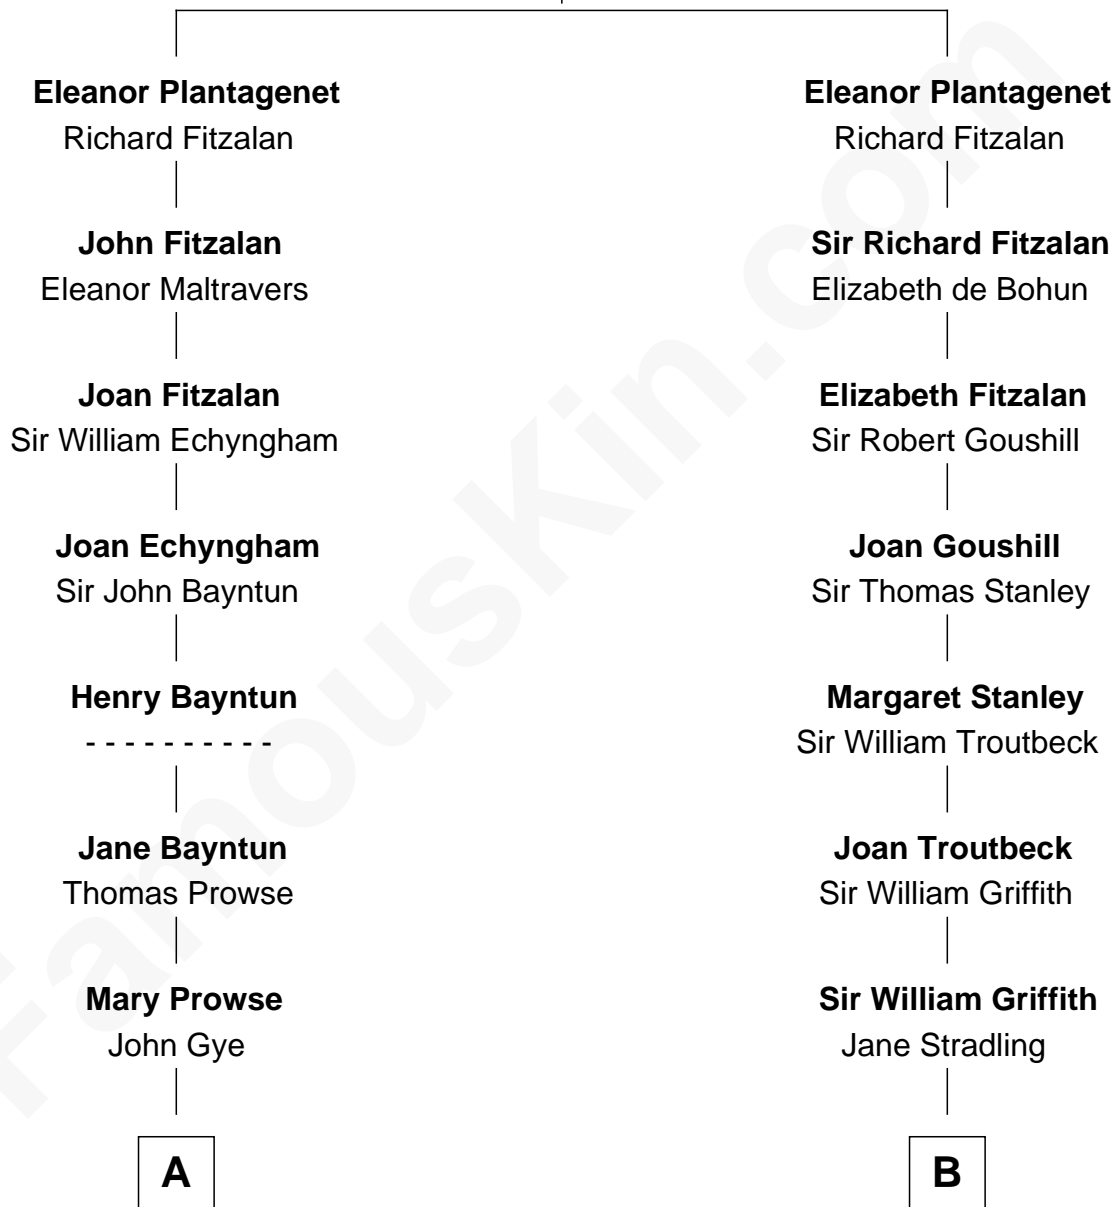 Eleanor Plantagenet
Richard Fitzalan
John Fitzalan
Eleanor Maltravers
Joan Fitzalan
Sir William Echyngham
Joan Echyngham
Sir John Bayntun
Henry Bayntun
- - - - - - - - - -
Jane Bayntun
Thomas Prowse
Mary Prowse
John Gye
A
Eleanor Plantagenet
Richard Fitzalan
Sir Richard Fitzalan
Elizabeth de Bohun
Elizabeth Fitzalan
Sir Robert Goushill
Joan Goushill
Sir Thomas Stanley
Margaret Stanley
Sir William Troutbeck
Joan Troutbeck
Sir William Griffith
Sir William Griffith
Jane Stradling
B
FamousKin.com